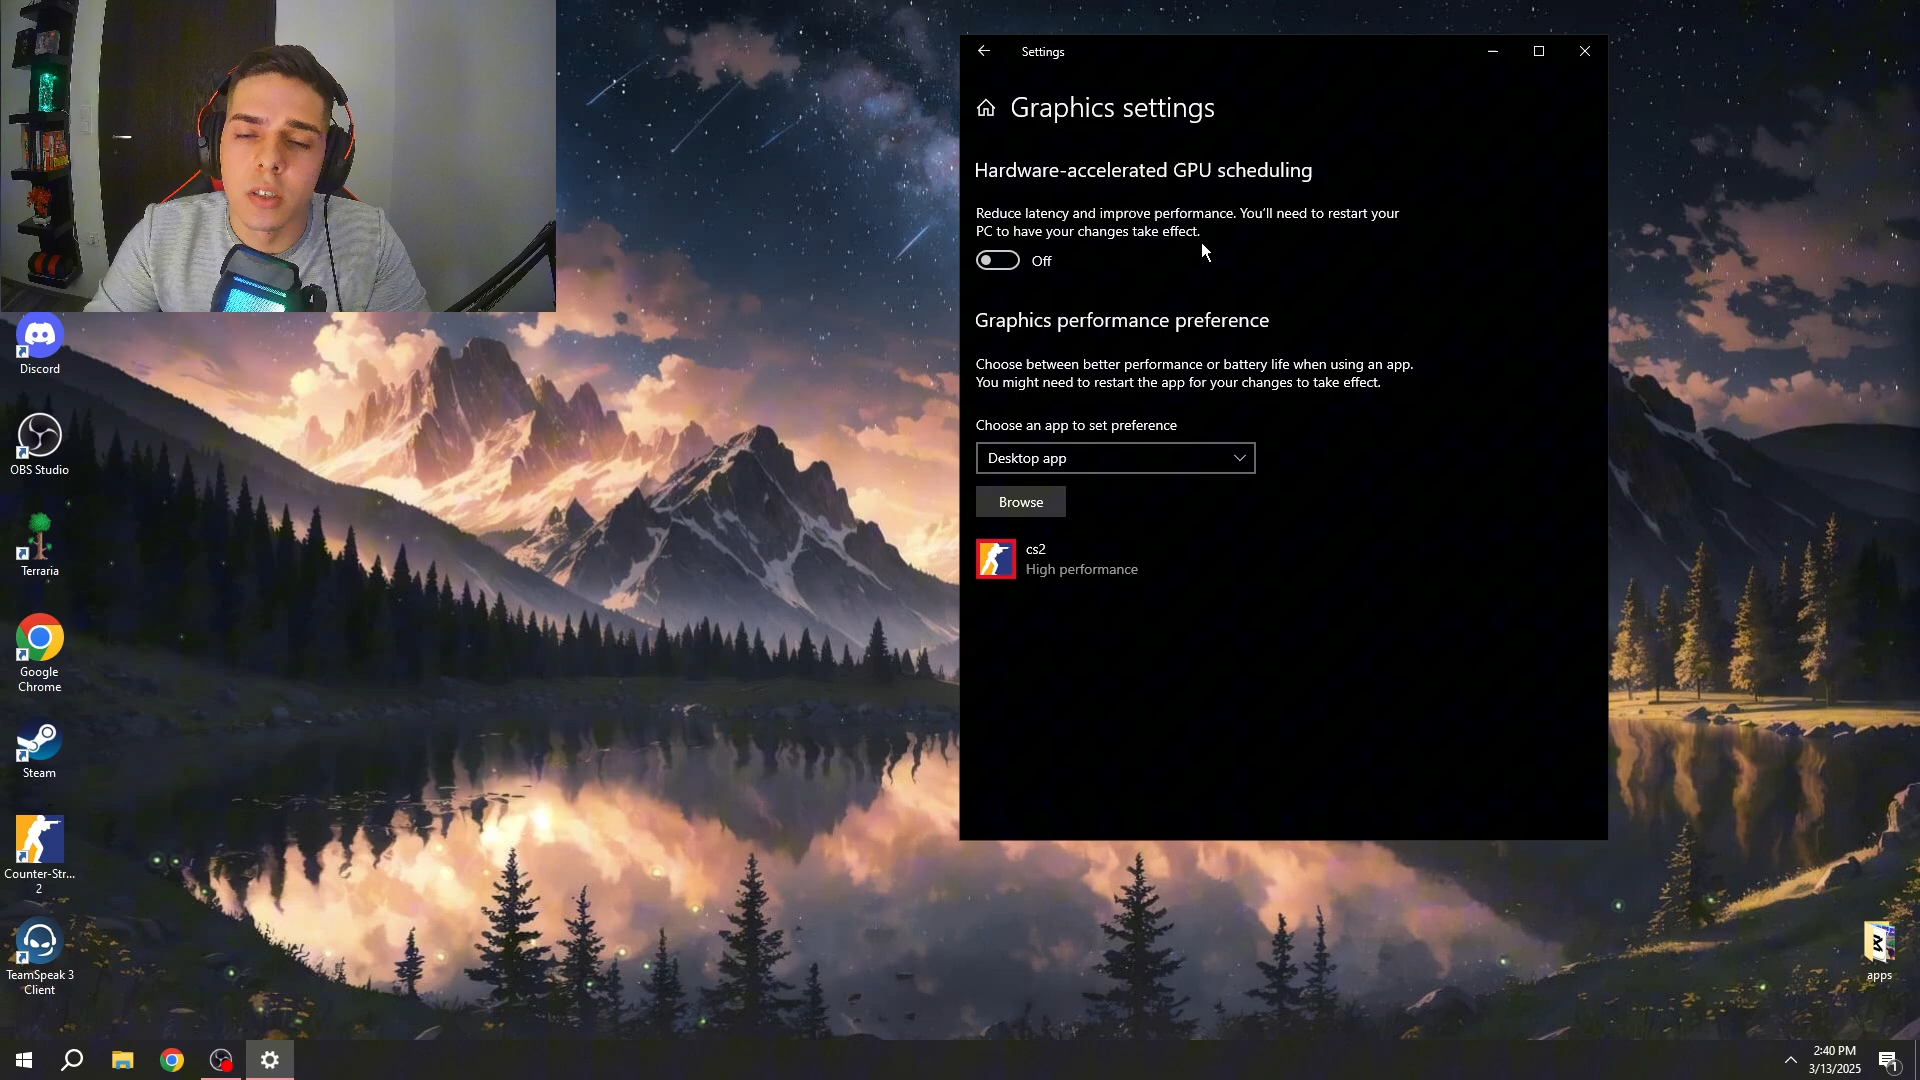 Settings
Graphics settings
Hardware-accelerated GPU scheduling
Reduce latency and improve performance. You'll need to restart your
PC to have your changes take effect.
Off
Graphics performance preference
Choose between better performance or battery life when using an app.
You might need to restart the app for your changes to take effect.
Choose an app to set preference
Desktop app
Browse
cs2
High performance
Discord
OBS Studio
Terraria
Google
Chrome
Steam
Counter-Str...
2
TeamSpeak 3
Client
apps
2:40 PM
3/13/2025
1